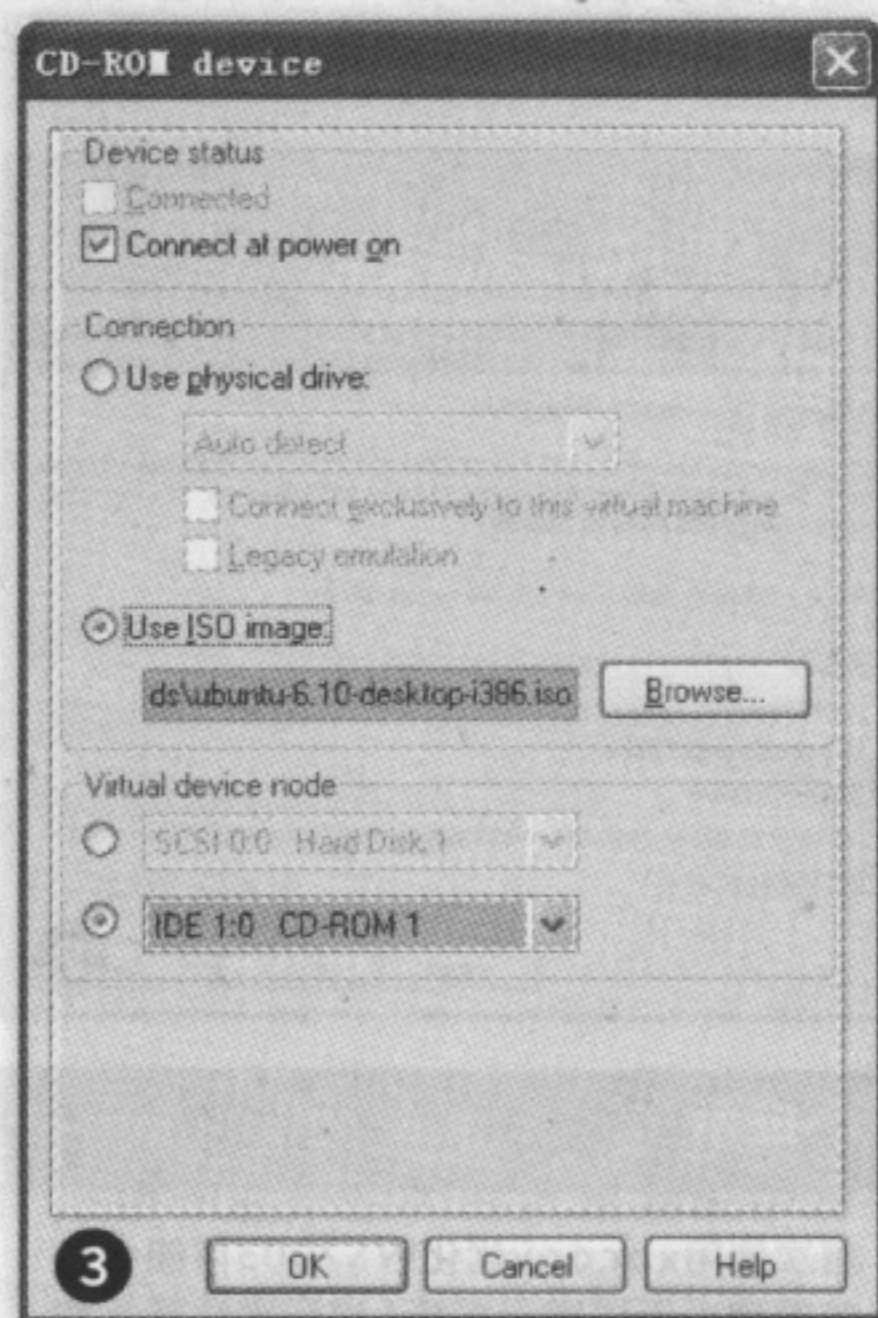 CD-ROM device
Device status
Connected
Connect at power on
Connection
Use physical drive:
Auto detect
Connect exclusively to this virtual machine
Legacy emulation
Use ISO image:
ds\ubuntu-6.10-desktop-i386.iso
Browse...
Virtual device node
SCSI 0:0 Hard Disk 1
IDE 1:0 CD-ROM 1
3
OK Cancel Help